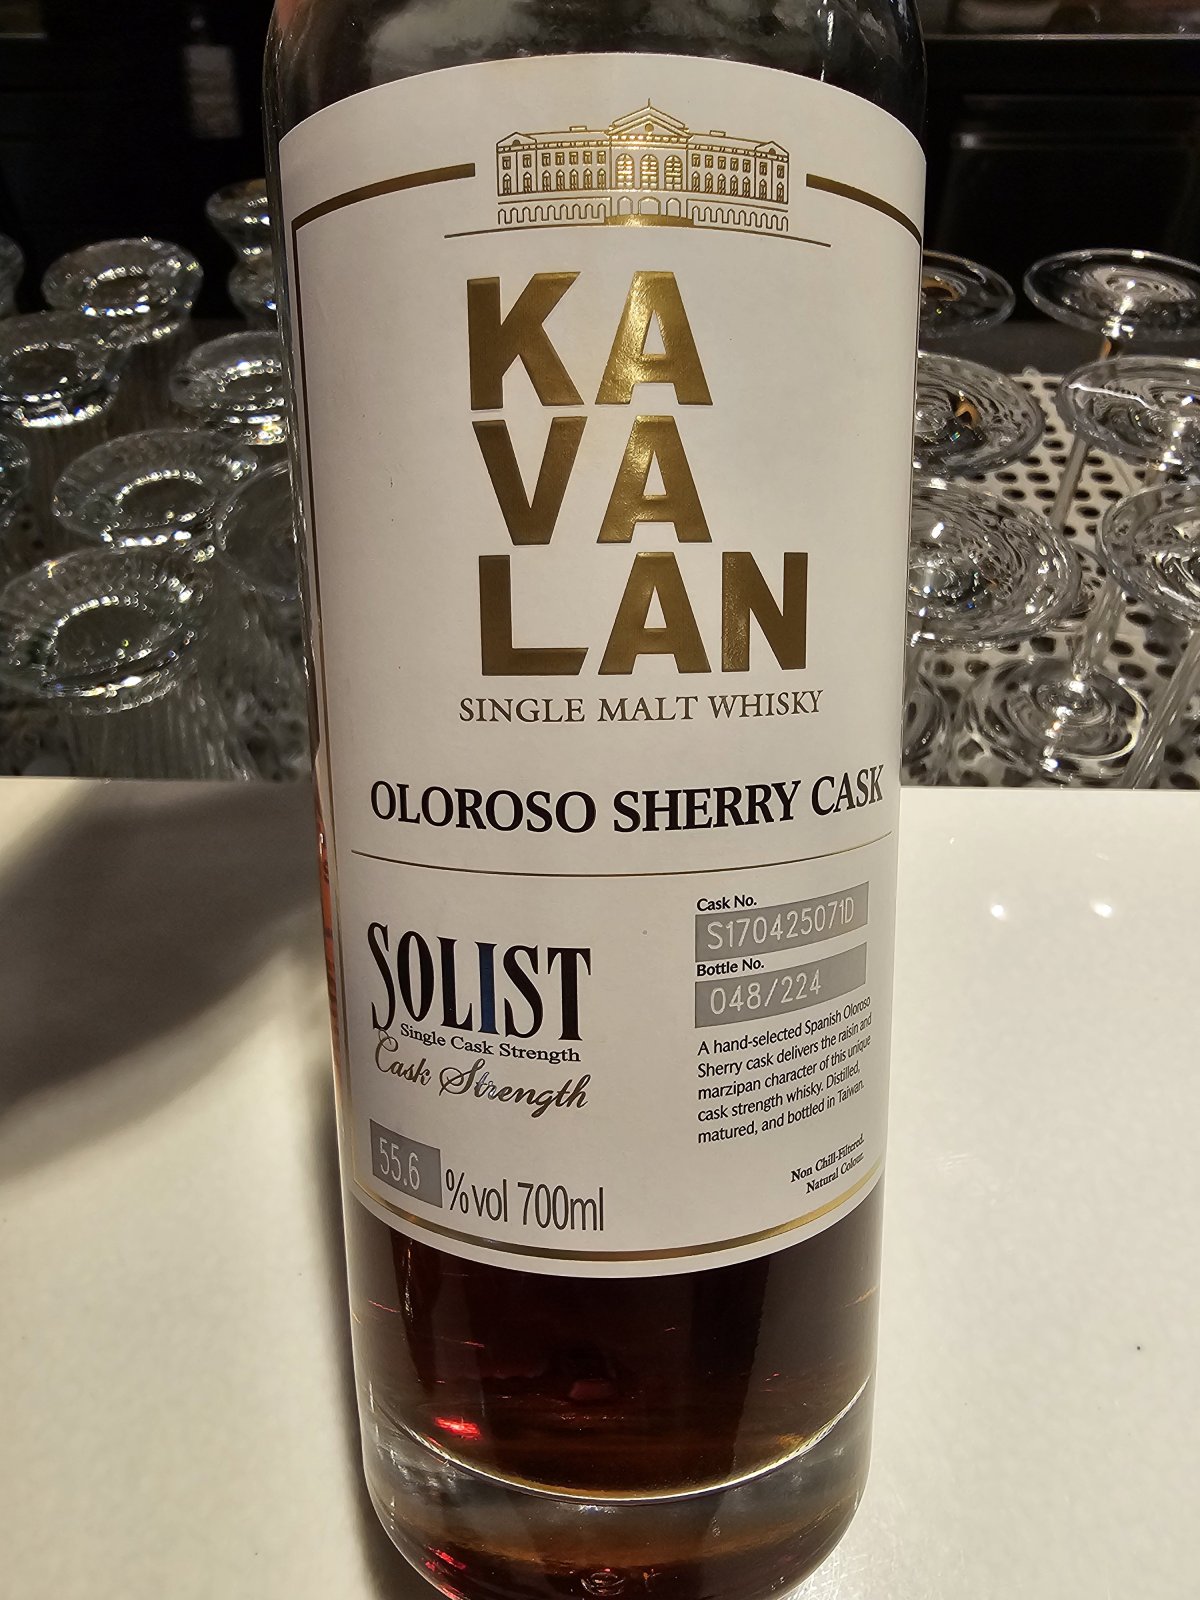 KA
VA
LAN
SINGLE MALT WHISKY
OLOROSO SHERRY CASK
SOLIST
Single Cask Strength
Cask Strength
55.6 %vol 700ml
Cask No.
S170425071D
Bottle No.
048/224
A hand-selected Spanish Oloroso
Sherry cask delivers the raisin and
marzipan character of this unique
cask strength whisky. Distilled,
matured, and bottled in Taiwan.
Non Chill-Filtered.
Natural Colour.